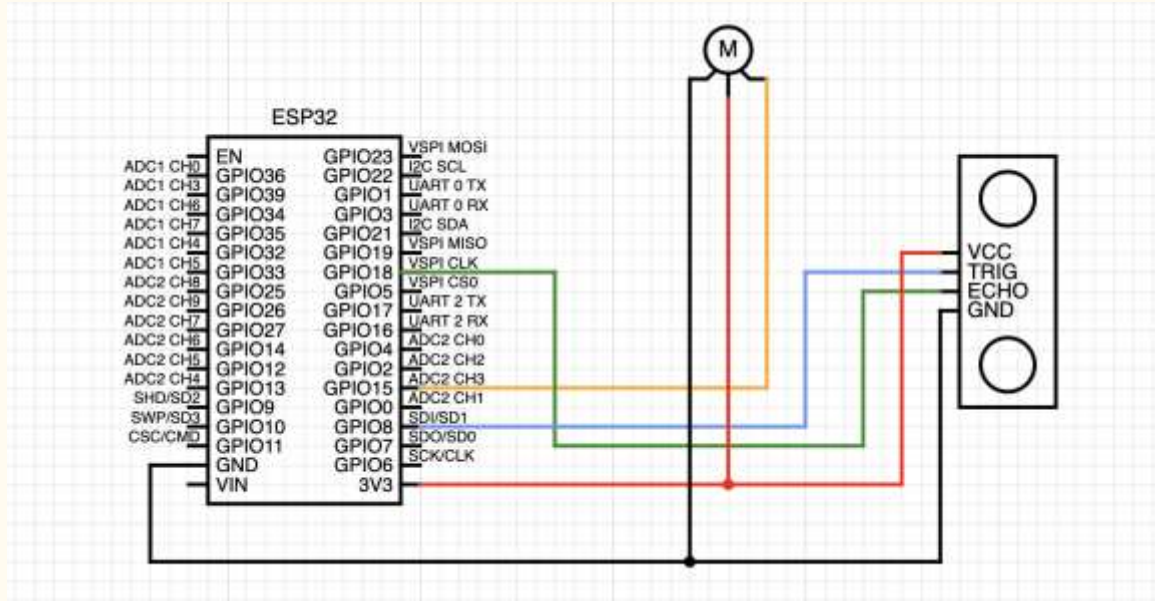 M
ESP32
VSPI MOSI
EN GPIO23
ADC1 CH0 I2C SCL
GPIO36 GPIO22
ADC1 CH3 UART 0 TX
GPIO39 GPIO1
ADC1 CH6 UART 0 RX
GPIO34 GPIO3
ADC1 CH7 I2C SDA
GPIO35 GPIO21
ADC1 CH4 VSPI MISO
GPIO32 GPIO19
ADC1 CH5 VSPI CLK
GPIO33 GPIO18
ADC2 CH8 VSPI CS0
GPIO25 GPIO5
ADC2 CH9 UART 2 TX
GPIO26 GPIO17
ADC2 CH7 UART 2 RX
GPIO27 GPIO16
ADC2 CH6 ADC2 CH0
GPIO14 GPIO4
ADC2 CH5 ADC2 CH2
GPIO12 GPIO2
ADC2 CH4 ADC2 CH3
GPIO13 GPIO15
SHD/SD2 ADC2 CH1
GPIO9 GPIO0
SWP/SD3 SDI/SD1
GPIO10 GPIO8
CSC/CMD SDO/SD0
GPIO11 GPIO7
SCK/CLK
GND GPIO6
VIN 3V3
VCC
TRIG
ECHO
GND